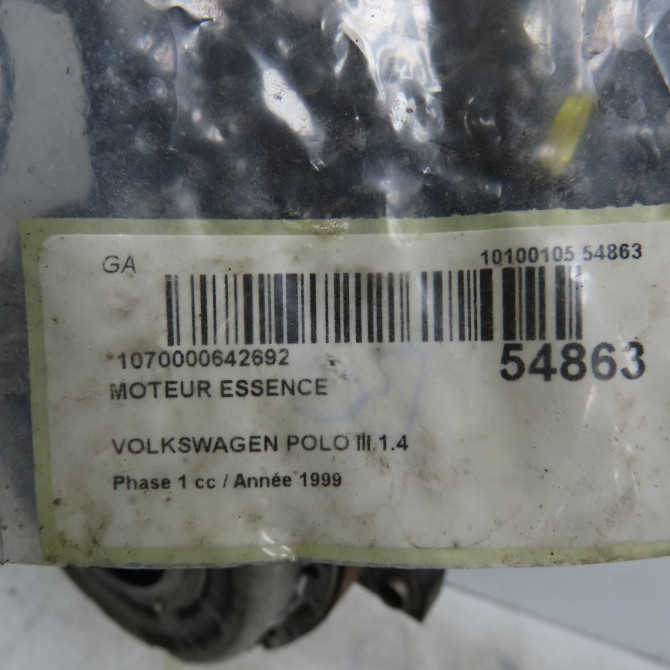 GA
10100105 54863
*1070000642692
54863
MOTEUR ESSENCE
VOLKSWAGEN POLO III 1.4
Phase 1 cc / Année 1999